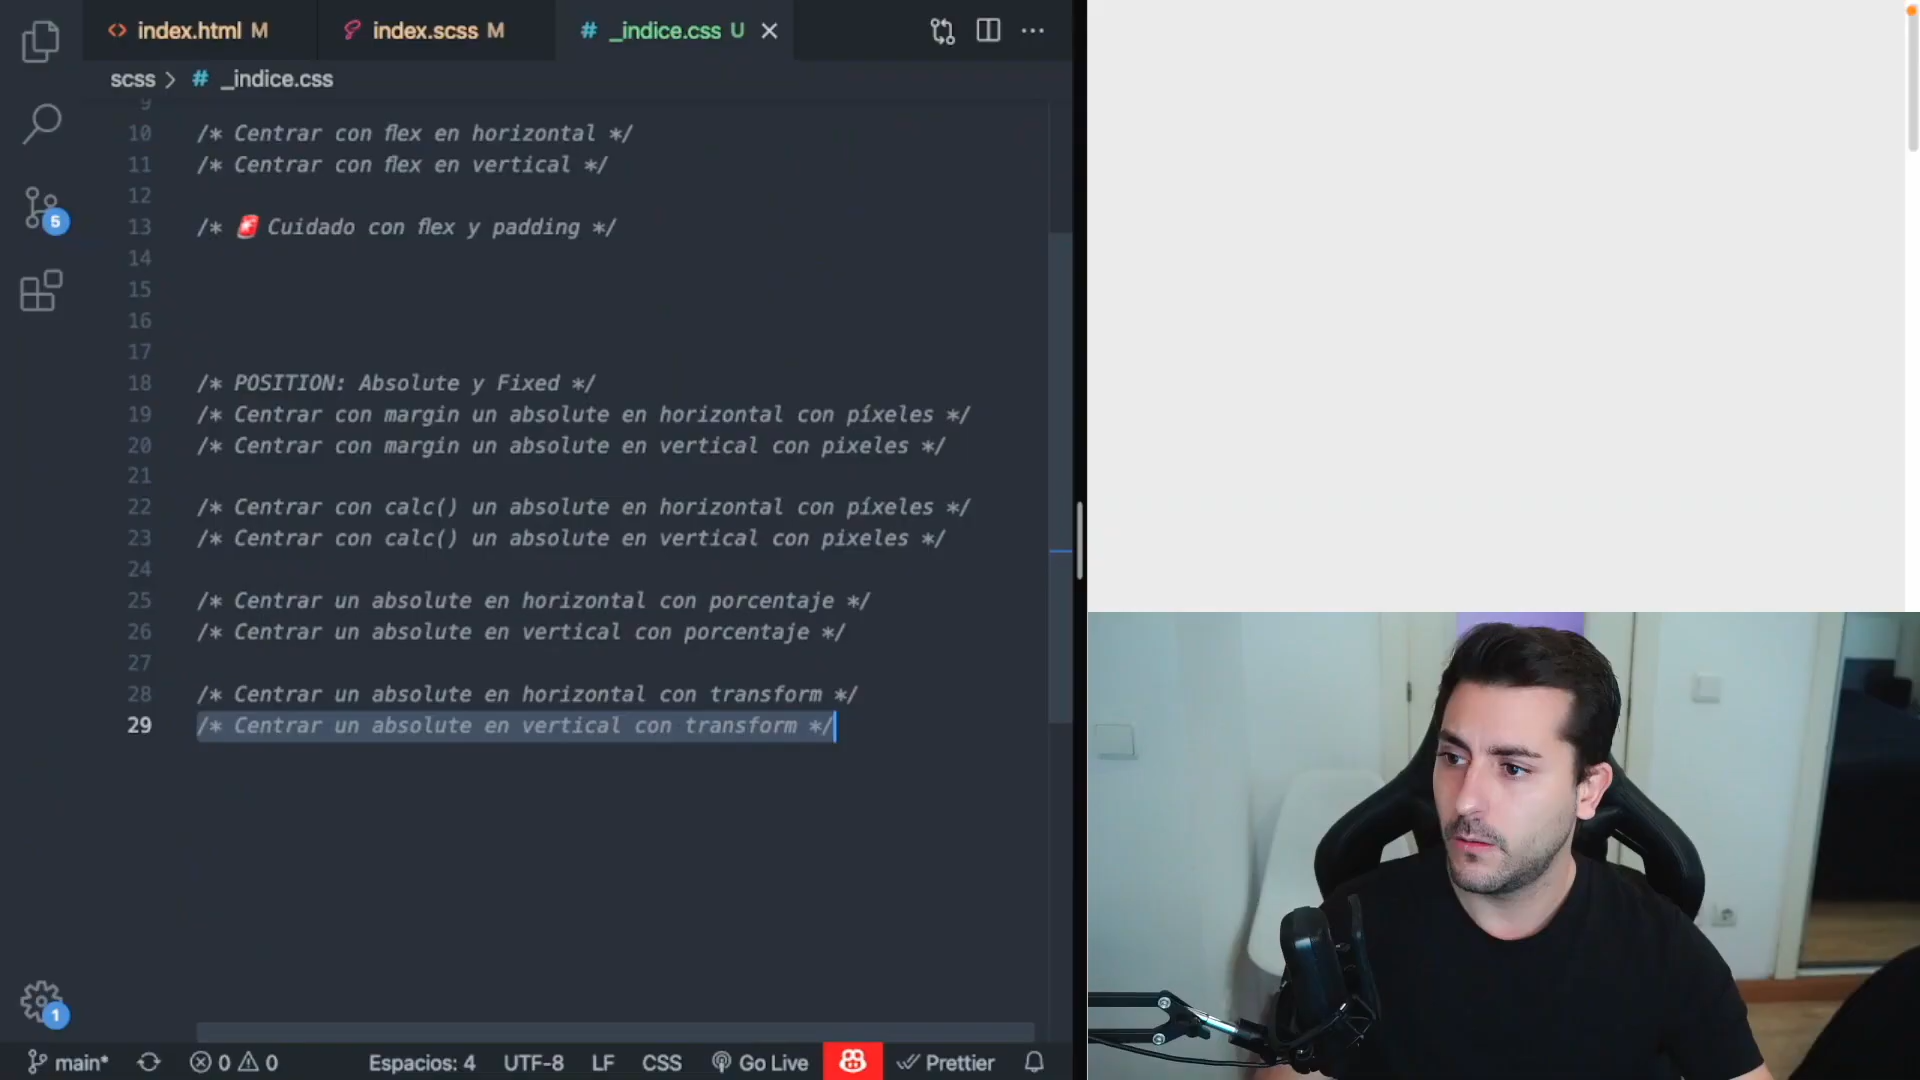 index.html M
index.scss M
# _indice.css U
scss > # _indice.css
9
10 /* Centrar con flex en horizontal */
11 /* Centrar con flex en vertical */
12
13 /* 🚨 Cuidado con flex y padding */
14
15
16
17
18 /* POSITION: Absolute y Fixed */
19 /* Centrar con margin un absolute en horizontal con píxeles */
20 /* Centrar con margin un absolute en vertical con pixeles */
21
22 /* Centrar con calc() un absolute en horizontal con píxeles */
23 /* Centrar con calc() un absolute en vertical con pixeles */
24
25 /* Centrar un absolute en horizontal con porcentaje */
26 /* Centrar un absolute en vertical con porcentaje */
27
28 /* Centrar un absolute en horizontal con transform */
29 /* Centrar un absolute en vertical con transform */
5
1
main* 0 0 Espacios: 4 UTF-8 LF CSS Go Live Prettier